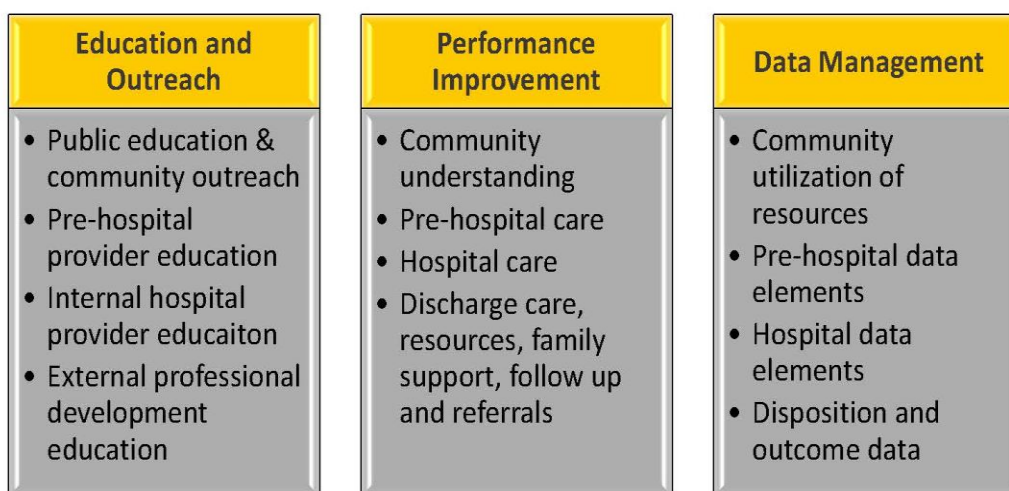 Education and
Outreach
• Public education &
community outreach
• Pre-hospital
provider education
• Internal hospital
provider educaiton
• External professional
development
education
Performance
Improvement
• Community
understanding
• Pre-hospital care
• Hospital care
• Discharge care,
resources, family
support, follow up
and referrals
Data Management
• Community
utilization of
resources
• Pre-hospital data
elements
• Hospital data
elements
• Disposition and
outcome data